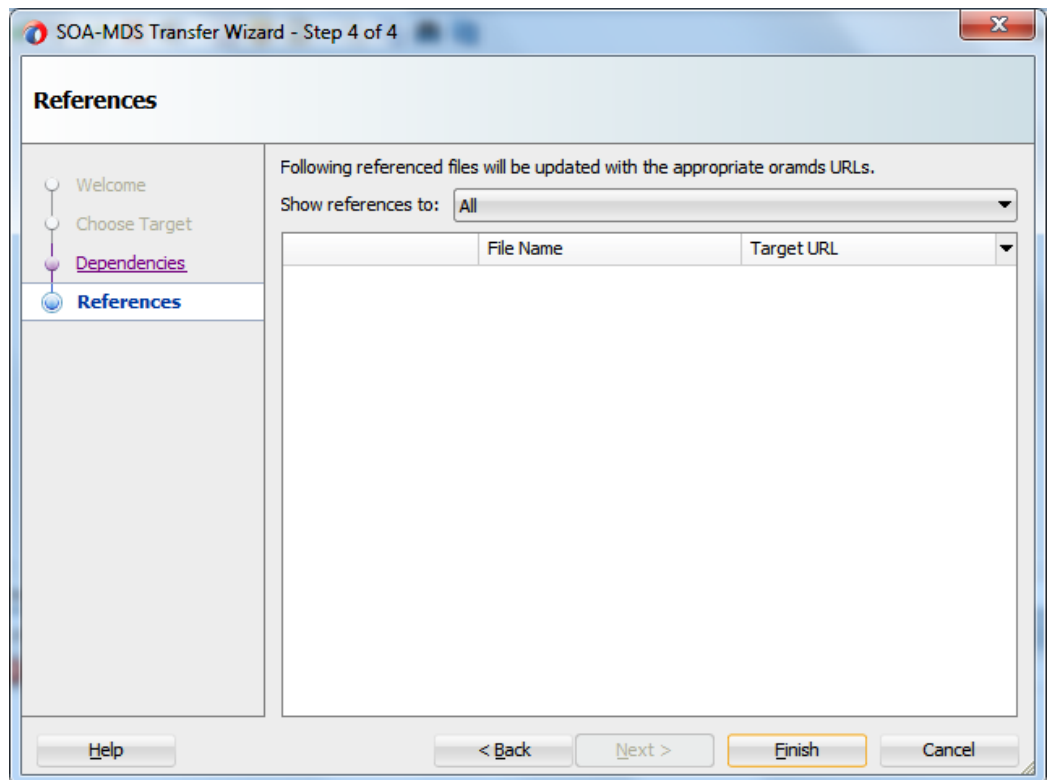 SOA-MDS Transfer Wizard - Step 4 of 4
References
Welcome
Choose Target
Dependencies
References
Following referenced files will be updated with the appropriate oramds URLs.
Show references to: All
File Name Target URL
Help < Back Next > Finish Cancel